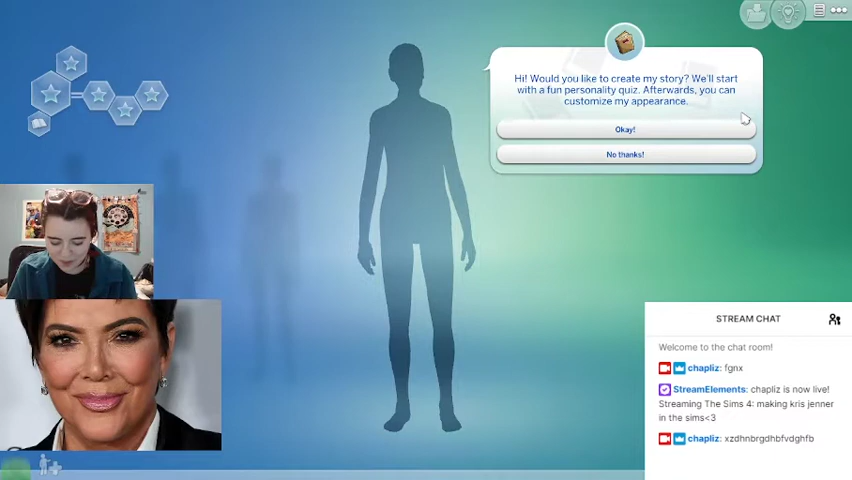 Hi! Would you like to create my story? We'll start
with a fun personality quiz. Afterwards, you can
customize my appearance.
Okay!
No thanks!
STREAM CHAT
Welcome to the chat room!
chapliz: fgnx
StreamElements: chapliz is now live!
Streaming The Sims 4: making kris jenner
in the sims<3
chapliz: xzdhnbrgdhbfvdghfb